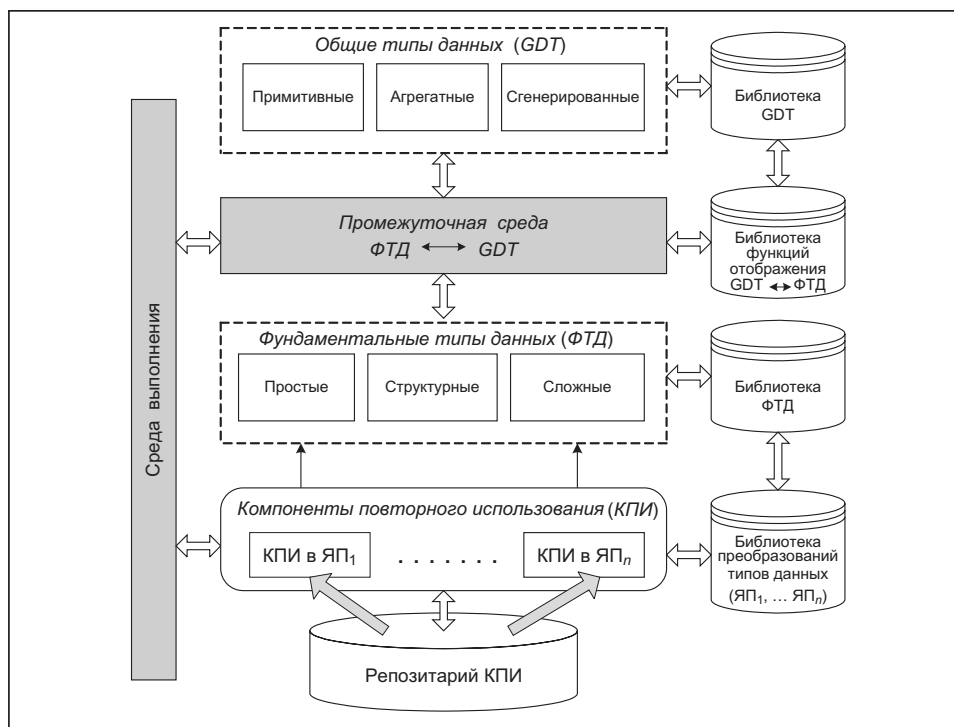 Общие типы данных (GDT)
Примитивные
Агрегатные
Сгенерированные
Библиотека
GDT
Среда выполнения
Промежуточная среда
ФТД GDT
Библиотека
функций
отображения
GDT ФТД
Фундаментальные типы данных (ФТД)
Простые
Структурные
Сложные
Библиотека
ФТД
Компоненты повторного использования (КПИ)
КПИ в ЯП₁
. . . . . . .
КПИ в ЯПₙ
Библиотека
преобразований
типов данных
(ЯП₁, ... ЯПₙ)
Репозитарий КПИ